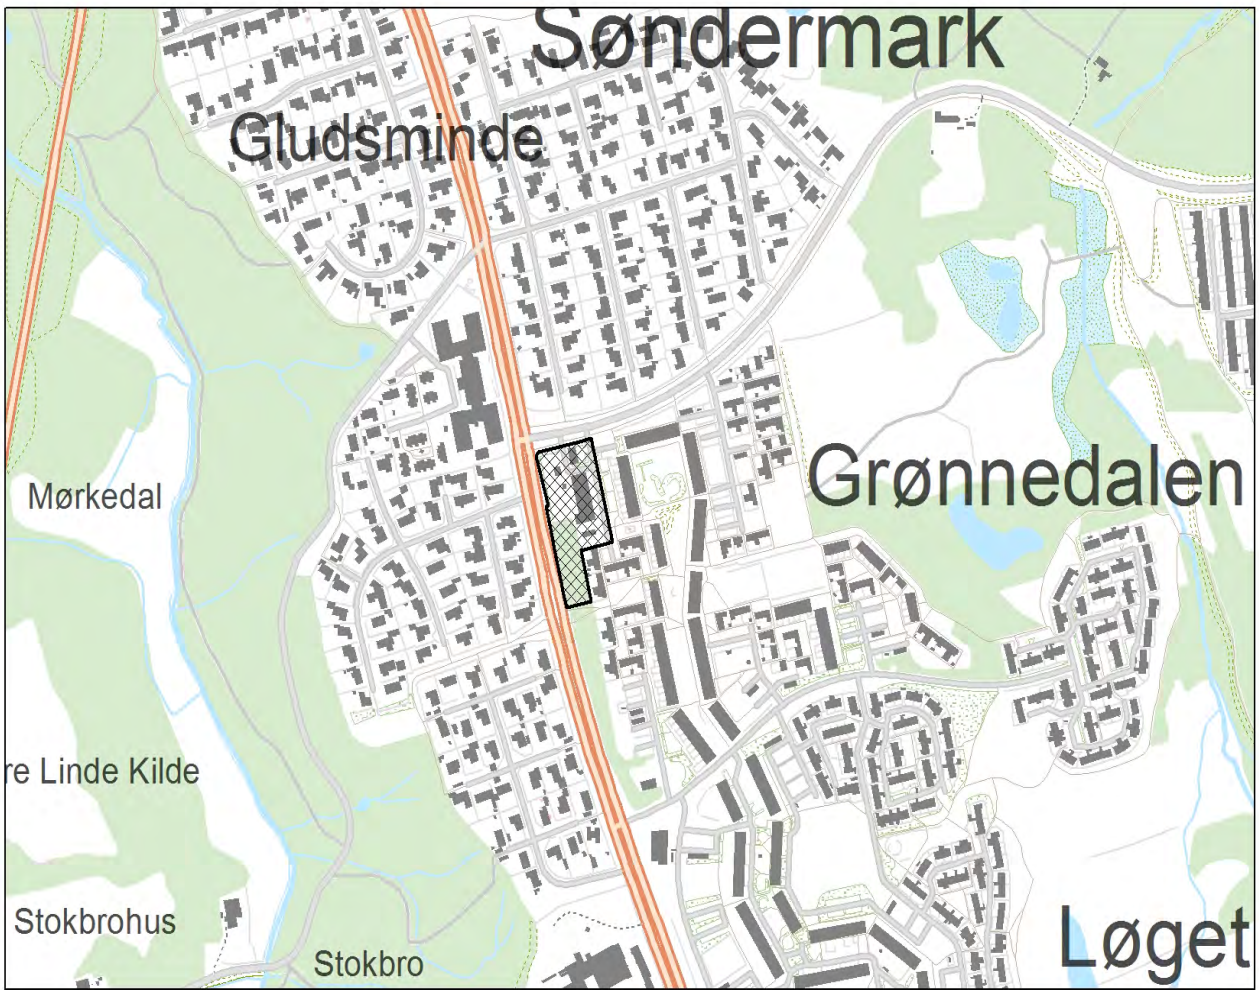 Søndermark
Gludsminde
Grønnedalen
Mørkedal
re Linde Kilde
Stokbrohus
Løget
Stokbro